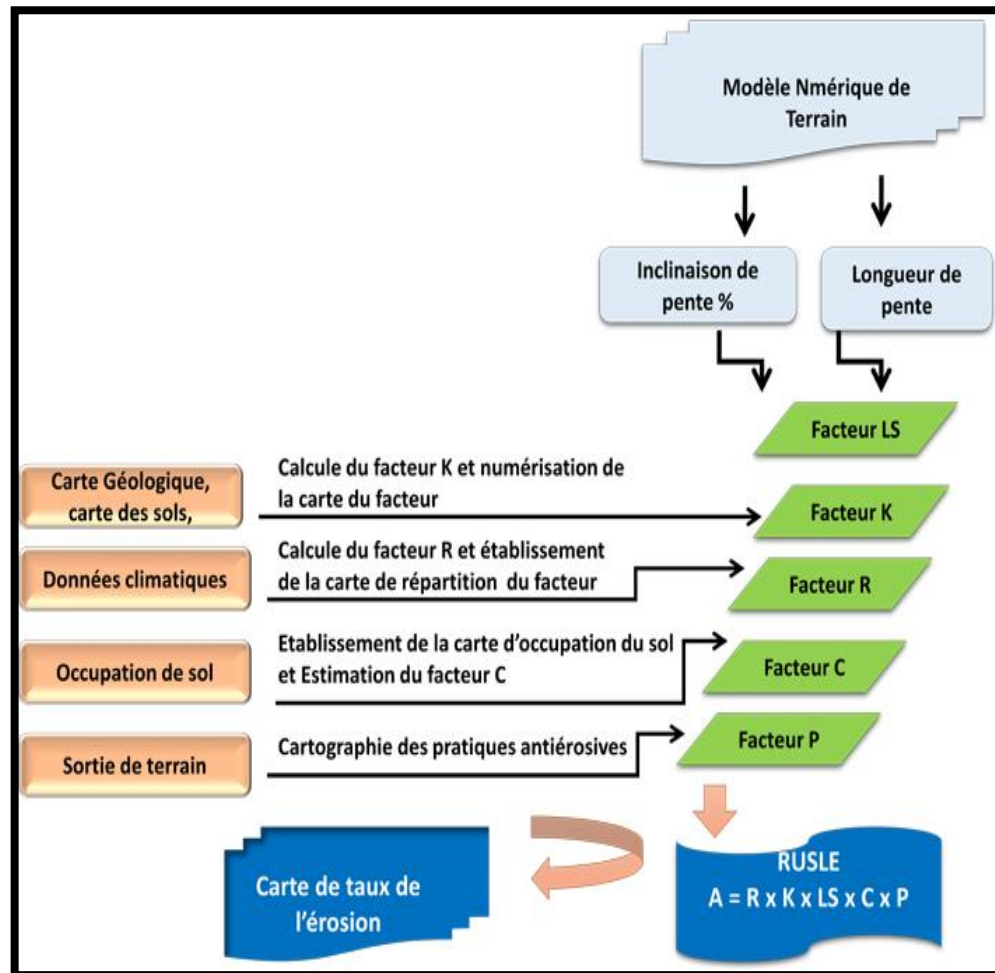 Modèle Nmérique de
Terrain
Inclinaison de
pente %
Longueur de
pente
Facteur LS
Carte Géologique,
carte des sols,
Calcule du facteur K et numérisation de
la carte du facteur
Facteur K
Données climatiques
Calcule du facteur R et établissement
de la carte de répartition du facteur
Facteur R
Occupation de sol
Etablissement de la carte d'occupation du sol
et Estimation du facteur C
Facteur C
Sortie de terrain
Cartographie des pratiques antiérosives
Facteur P
Carte de taux de
l'érosion
RUSLE
A = R x K x LS x C x P